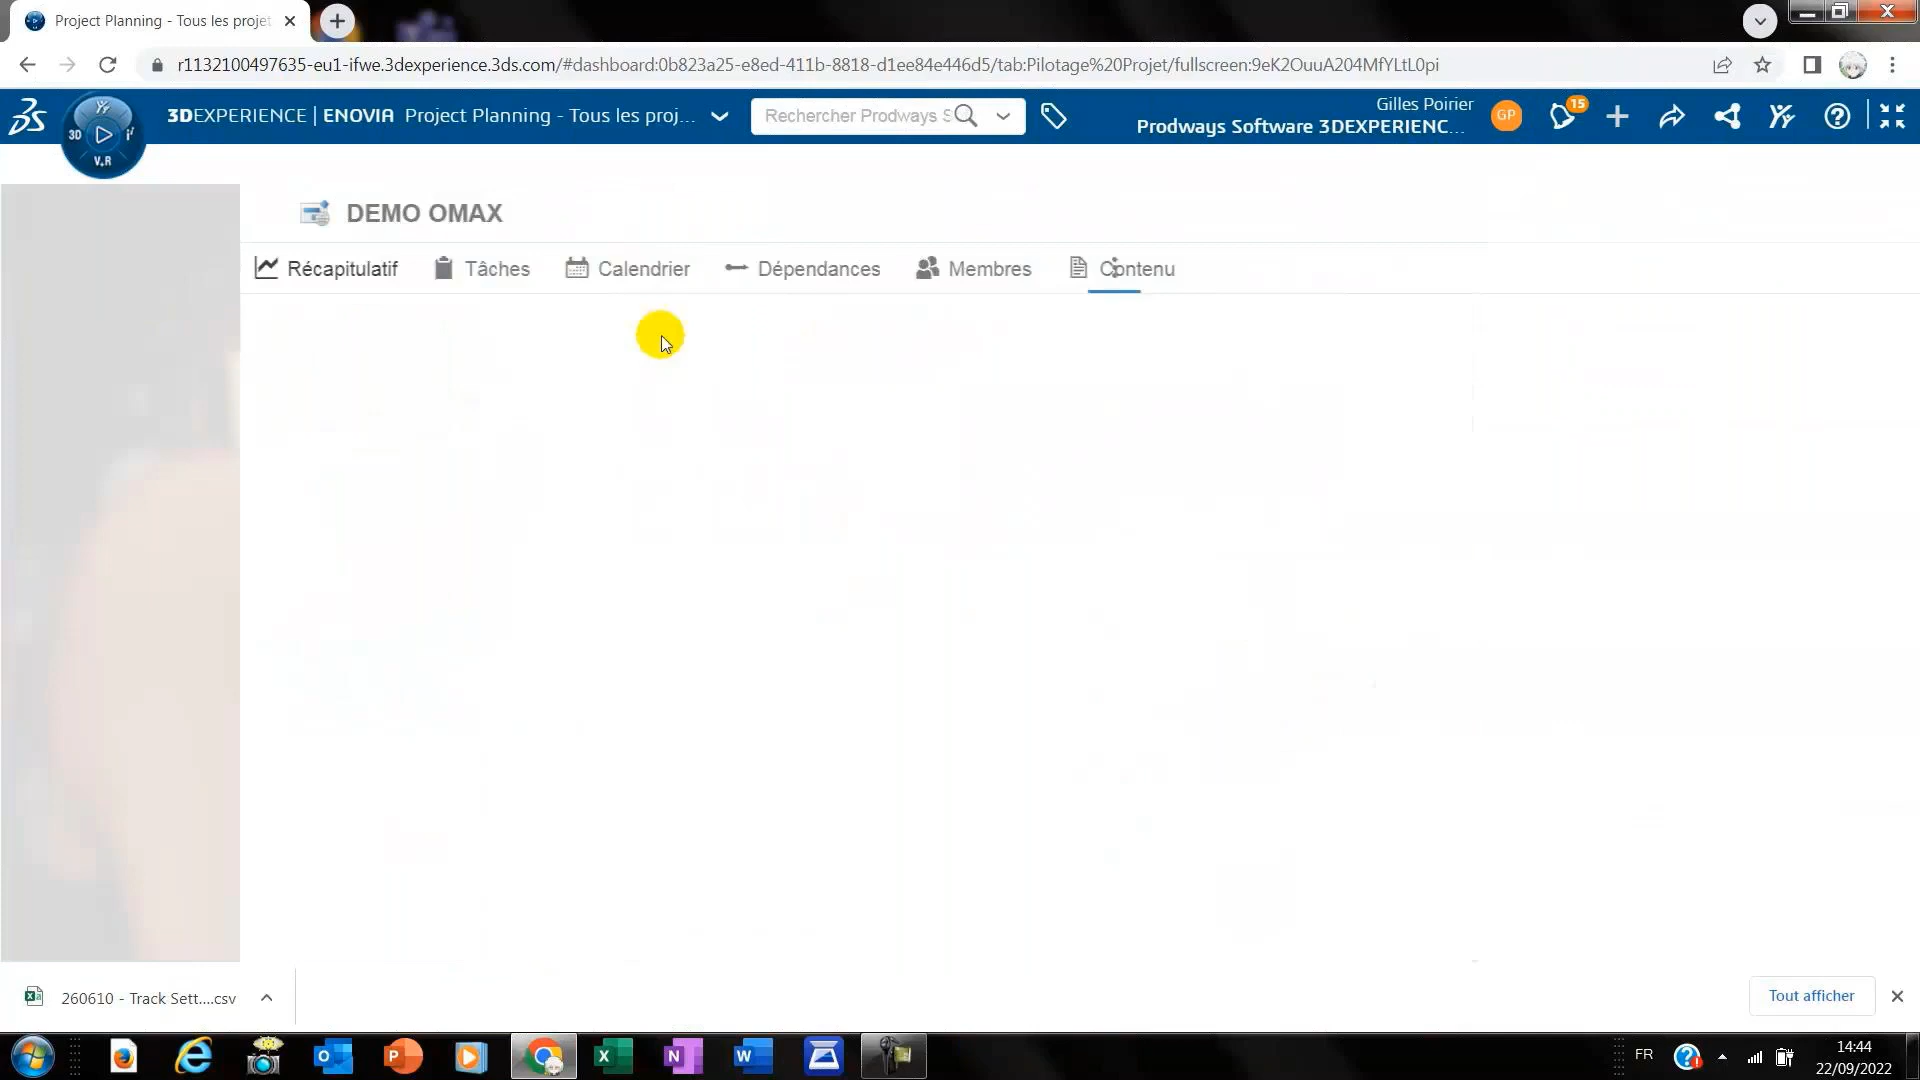 Project Planning - Tous les projet
r1132100497635-eu1-ifwe.3dexperience.3ds.com/#dashboard:0b823a25-e8ed-411b-8818-d1ee84e446d5/tab:Pilotage%20Projet/fullscreen:9eK2OuuA204MfYLtL0pi
3DEXPERIENCE | ENOVIA Project Planning - Tous les proj...
Rechercher Prodways S
Gilles Poirier
Prodways Software 3DEXPERIENC...
GP
15
3D
V.R
DEMO OMAX
Récapitulatif
Tâches
Calendrier
Dépendances
Membres
Contenu
260610 - Track Sett....csv
Tout afficher
FR
14:44
22/09/2022